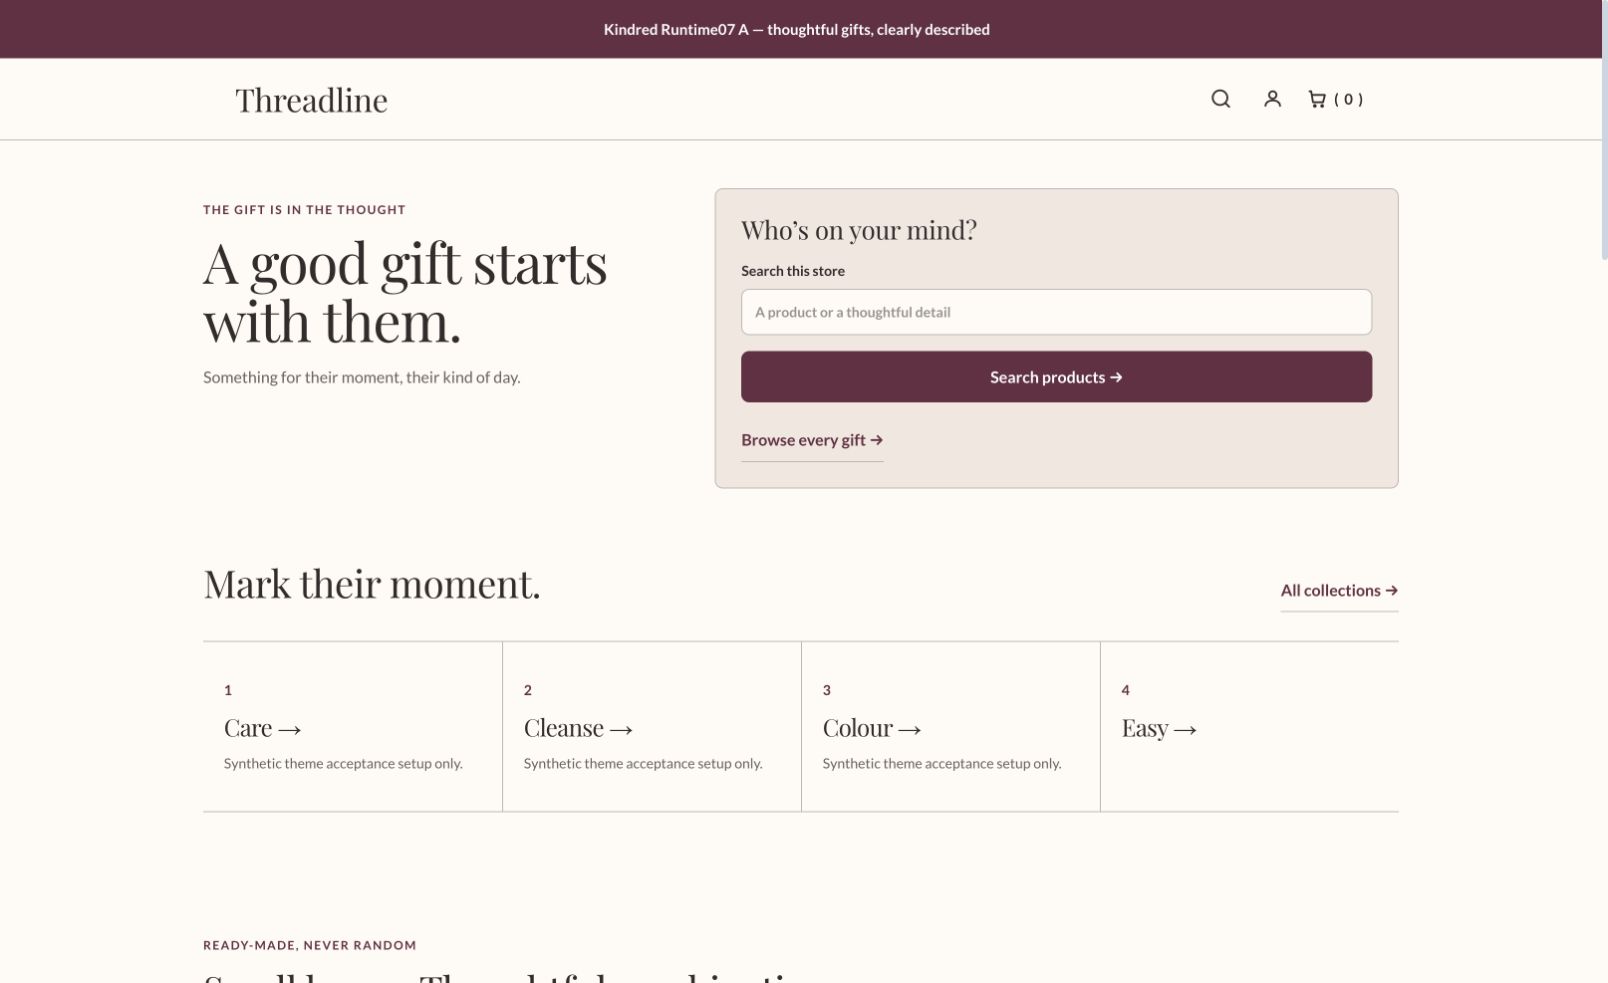 Kindred Runtime07 A — thoughtful gifts, clearly described
Threadline
( 0 )
THE GIFT IS IN THE THOUGHT
A good gift starts
with them.
Something for their moment, their kind of day.
Who’s on your mind?
Search this store
A product or a thoughtful detail
Search products →
Browse every gift →
Mark their moment.
All collections →
1
Care →
Synthetic theme acceptance setup only.
2
Cleanse →
Synthetic theme acceptance setup only.
3
Colour →
Synthetic theme acceptance setup only.
4
Easy →
READY-MADE, NEVER RANDOM